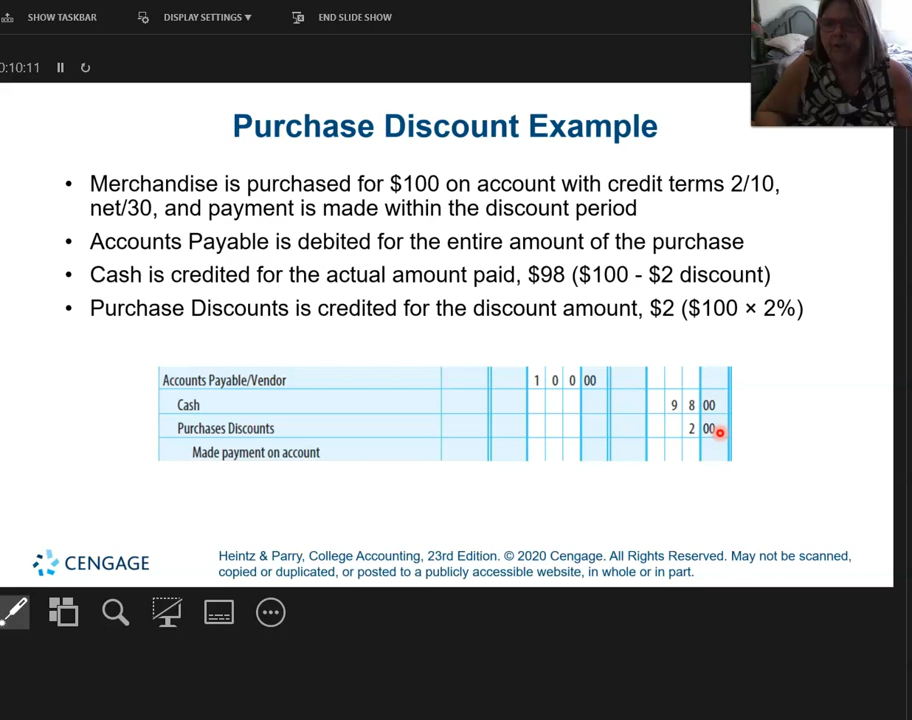 SHOW TASKBAR DISPLAY SETTINGS ▼ END SLIDE SHOW
0:10:11
Purchase Discount Example
• Merchandise is purchased for $100 on account with credit terms 2/10,
net/30, and payment is made within the discount period
• Accounts Payable is debited for the entire amount of the purchase
• Cash is credited for the actual amount paid, $98 ($100 - $2 discount)
• Purchase Discounts is credited for the discount amount, $2 ($100 × 2%)
Accounts Payable/Vendor 1 0 0 00
Cash 9 8 00
Purchases Discounts 2 00
Made payment on account
CENGAGE
Heintz & Parry, College Accounting, 23rd Edition. © 2020 Cengage. All Rights Reserved. May not be scanned,
copied or duplicated, or posted to a publicly accessible website, in whole or in part.